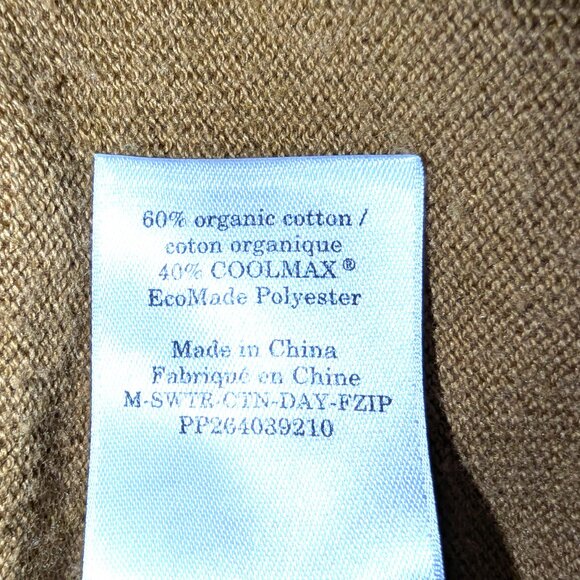 60% organic cotton /
coton organique
40% COOLMAX®
EcoMade Polyester
Made in China
Fabriqué en Chine
M-SWTR-CTN-DAY-FZIP
PP264039210